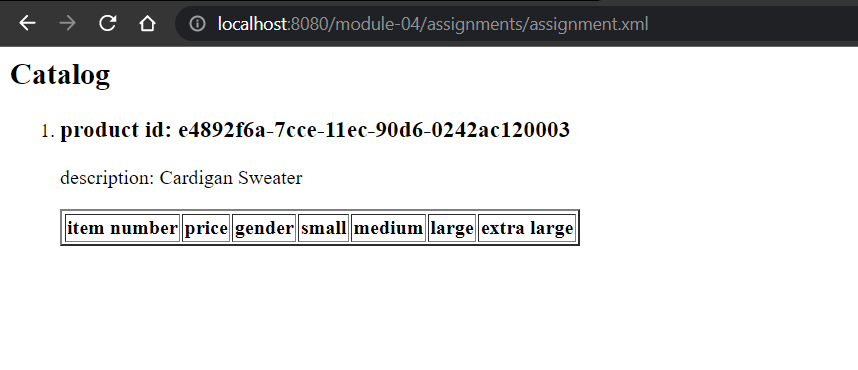 localhost:8080/module-04/assignments/assignment.xml
Catalog
1. product id: e4892f6a-7cce-11ec-90d6-0242ac120003
description: Cardigan Sweater
item number price gender small medium large extra large